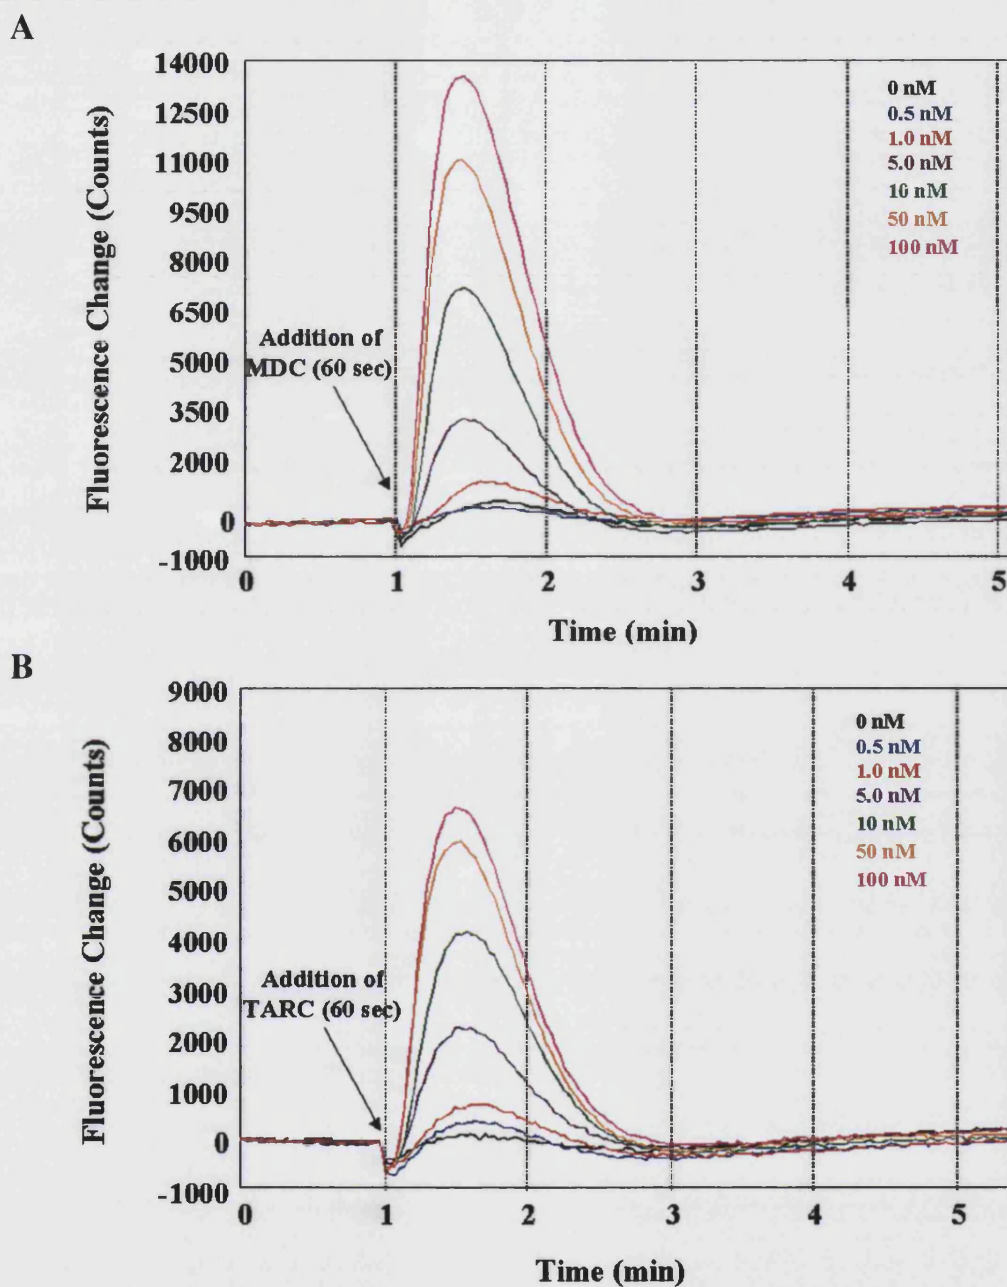 A
Fluorescence Change (Counts)
14000
12500
11000
9500
8000
6500
5000
3500
2000
0
-1000
0 nM
0.5 nM
1.0 nM
5.0 nM
10 nM
50 nM
100 nM
Addition of
MDC (60 sec)
0 1 2 3 4 5
Time (min)
B
Fluorescence Change (Counts)
9000
8000
7000
6000
5000
4000
3000
2000
1000
0
-1000
0 nM
0.5 nM
1.0 nM
5.0 nM
10 nM
50 nM
100 nM
Addition of
TARC (60 sec)
0 1 2 3 4 5
Time (min)